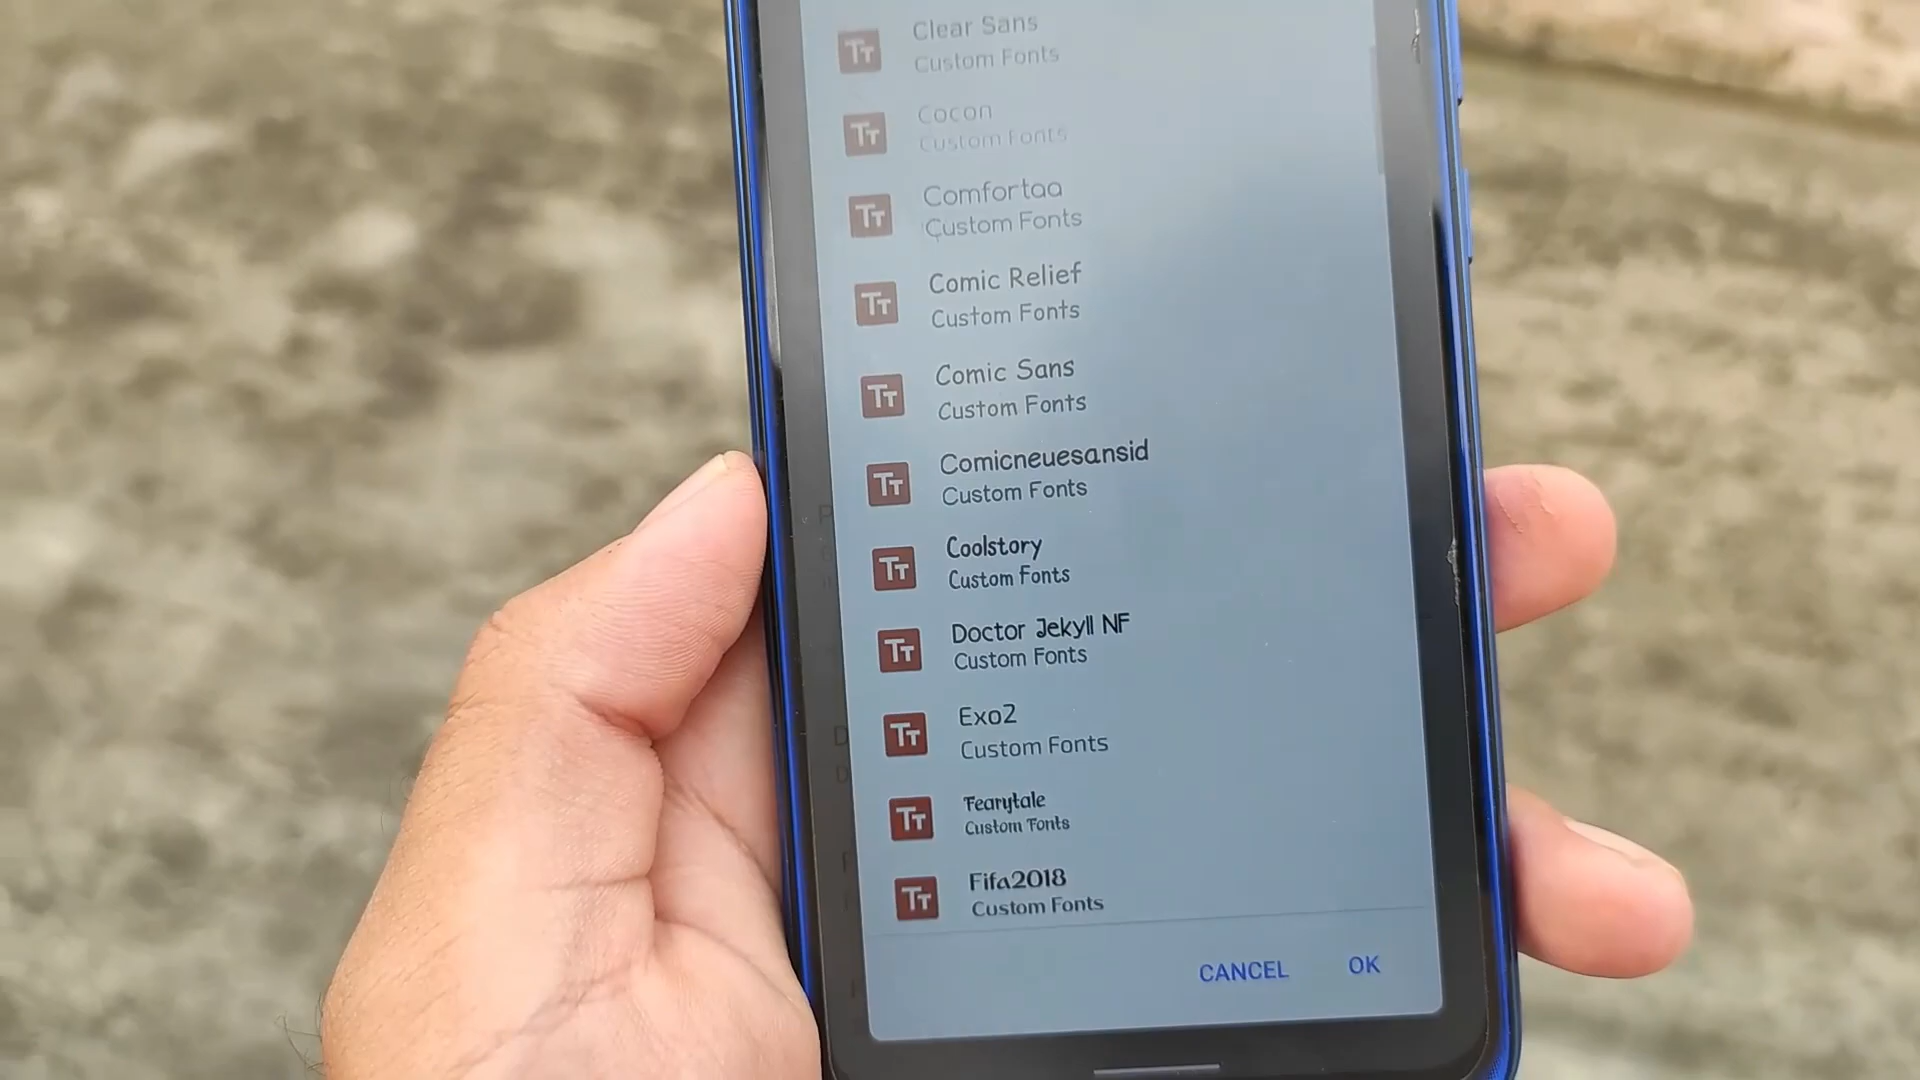 Clear Sans
Custom Fonts
Cocon
Custom Fonts
Comfortaa
Custom Fonts
Comic Relief
Custom Fonts
Comic Sans
Custom Fonts
Comicneuesansid
Custom Fonts
Coolstory
Custom Fonts
Doctor Jekyll NF
Custom Fonts
Exo2
Custom Fonts
Fearytale
Custom Fonts
Fifa2018
Custom Fonts
CANCEL OK